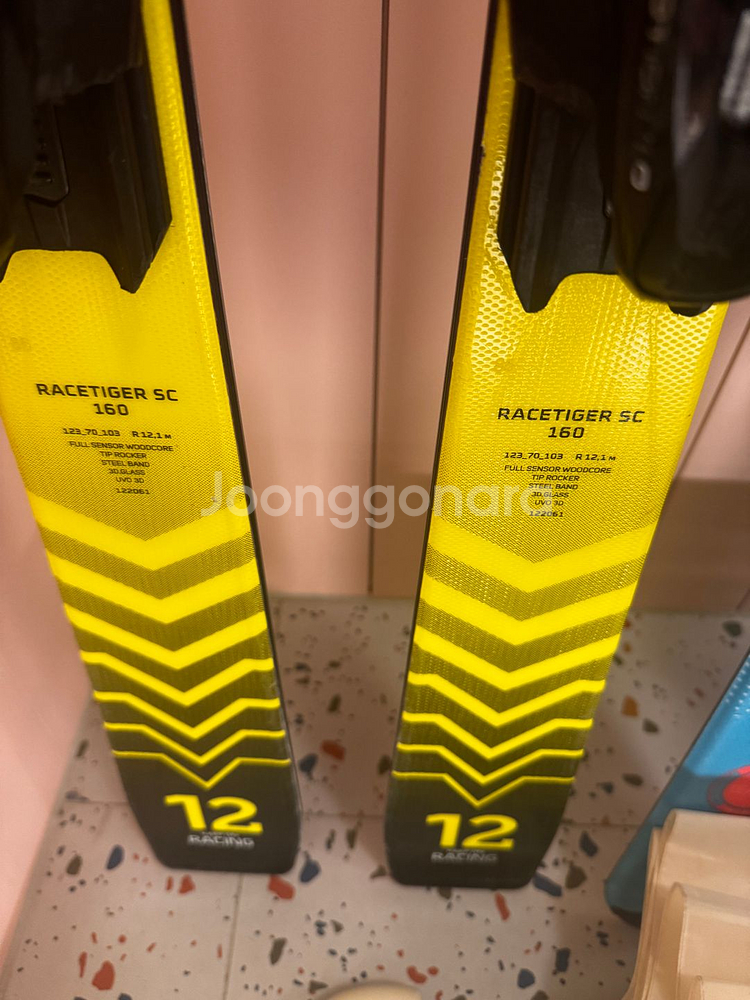 RACETIGER SC
160
123_70_103 R 12,1 M
FULL SENSOR WOODCORE
TIP ROCKER
STEEL BAND
3D.GLASS
UVO 3D
122061
12
RACING
RACETIGER SC
160
123_70_103 R 12,1 M
FULL SENSOR WOODCORE
TIP ROCKER
STEEL BAND
3D.GLASS
UVO 3D
122061
12
RACING
Joonggonara